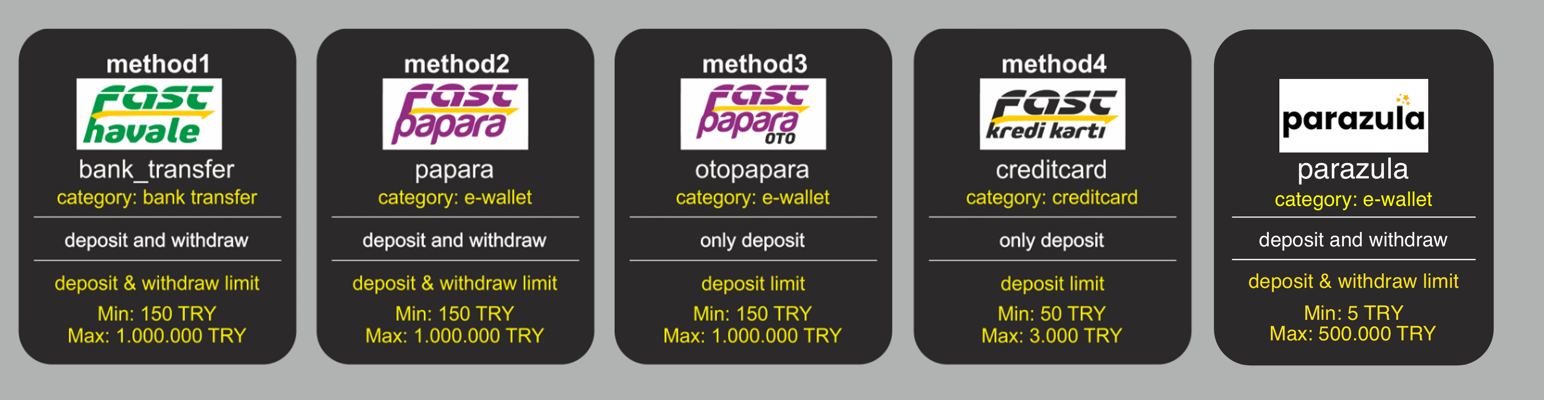 method1
fast
havale
bank_transfer
category: bank transfer
deposit and withdraw
deposit & withdraw limit
Min: 150 TRY
Max: 1.000.000 TRY
method2
fast
papara
papara
category: e-wallet
deposit and withdraw
deposit & withdraw limit
Min: 150 TRY
Max: 1.000.000 TRY
method3
fast
papara
OTO
otopapara
category: e-wallet
only deposit
deposit limit
Min: 150 TRY
Max: 1.000.000 TRY
method4
fast
kredi kartı
creditcard
category: creditcard
only deposit
deposit limit
Min: 50 TRY
Max: 3.000 TRY
parazula
parazula
category: e-wallet
deposit and withdraw
deposit & withdraw limit
Min: 5 TRY
Max: 500.000 TRY